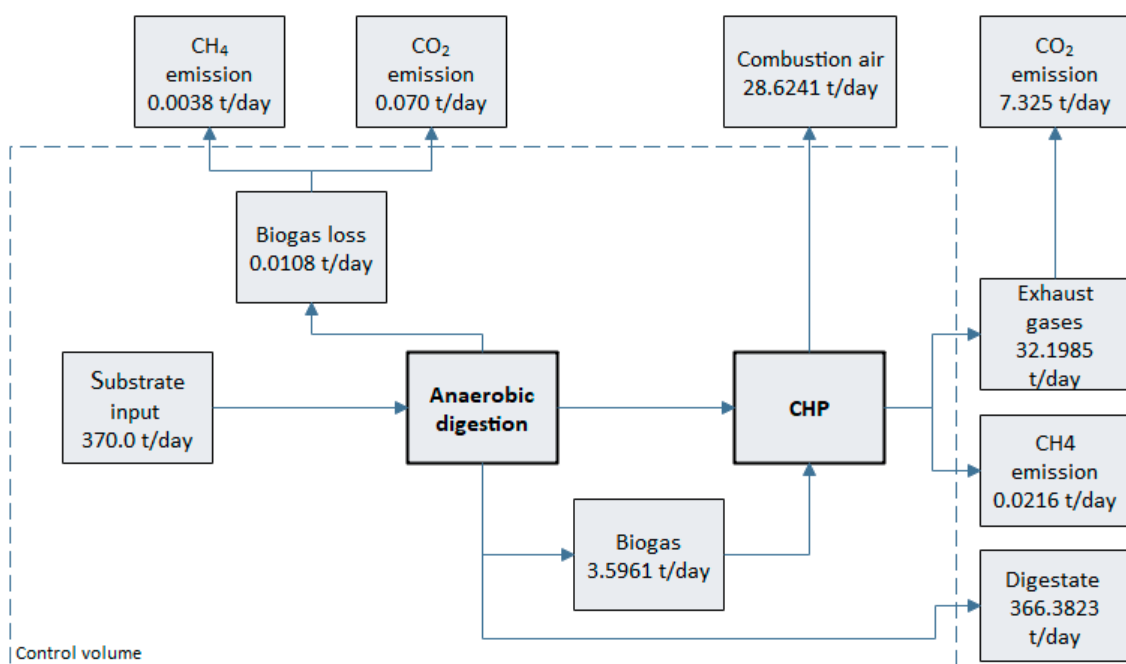 CH₄
emission
0.0038 t/day
CO₂
emission
0.070 t/day
Combustion air
28.6241 t/day
CO₂
emission
7.325 t/day
Biogas loss
0.0108 t/day
Exhaust
gases
32.1985
t/day
Substrate
input
370.0 t/day
Anaerobic
digestion
CHP
CH4
emission
0.0216 t/day
Biogas
3.5961 t/day
Digestate
366.3823
t/day
Control volume